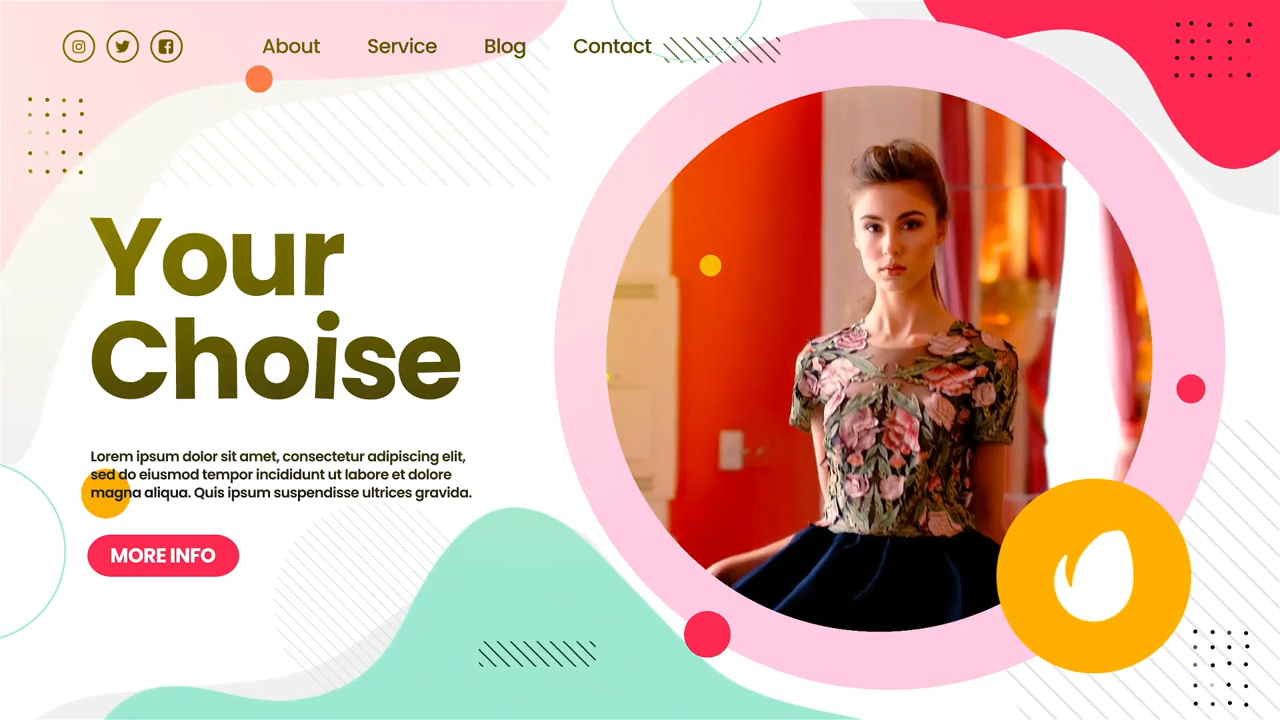 About Service Blog Contact
Your
Choise
Lorem ipsum dolor sit amet, consectetur adipiscing elit,
sed do eiusmod tempor incididunt ut labore et dolore
magna aliqua. Quis ipsum suspendisse ultrices gravida.
MORE INFO